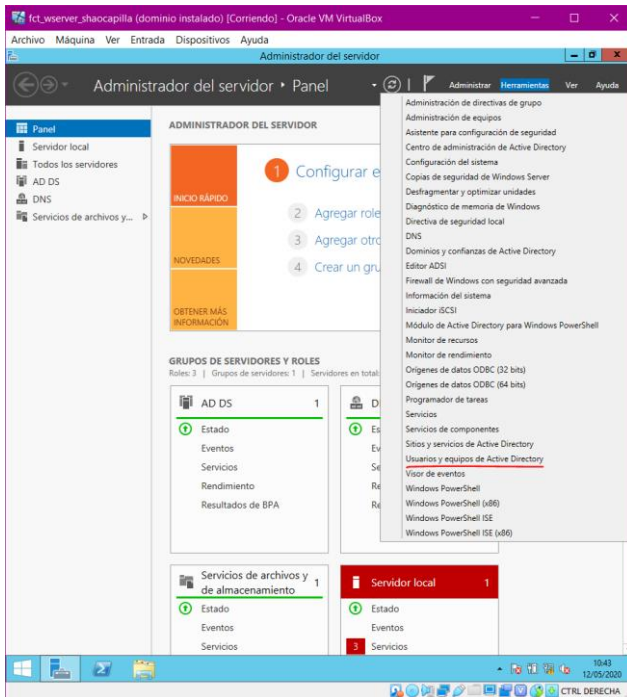 fct_wserver_shaocapilla (dominio instalado) [Corriendo] - Oracle VM VirtualBox
Archivo Máquina Ver Entrada Dispositivos Ayuda
Administrador del servidor
Administrador del servidor ▸ Panel
Administrar Herramientas Ver Ayuda
Panel
Servidor local
Todos los servidores
AD DS
DNS
Servicios de archivos y...
ADMINISTRADOR DEL SERVIDOR
INICIO RÁPIDO
NOVEDADES
OBTENER MÁS
INFORMACIÓN
1 Configurar e
2 Agregar role
3 Agregar otro
4 Crear un gru
GRUPOS DE SERVIDORES Y ROLES
Roles: 3 | Grupos de servidores: 1 | Servidores en total:
AD DS 1
Estado
Eventos
Servicios
Rendimiento
Resultados de BPA
D
Es
Ev
Se
Re
Re
Servicios de archivos y
de almacenamiento 1
Estado
Eventos
Servicios
Servidor local 1
Estado
Eventos
3 Servicios
Administración de directivas de grupo
Administración de equipos
Asistente para configuración de seguridad
Centro de administración de Active Directory
Configuración del sistema
Copias de seguridad de Windows Server
Desfragmentar y optimizar unidades
Diagnóstico de memoria de Windows
Directiva de seguridad local
DNS
Dominios y confianzas de Active Directory
Editor ADSI
Firewall de Windows con seguridad avanzada
Información del sistema
Iniciador iSCSI
Módulo de Active Directory para Windows PowerShell
Monitor de recursos
Monitor de rendimiento
Orígenes de datos ODBC (32 bits)
Orígenes de datos ODBC (64 bits)
Programador de tareas
Servicios
Servicios de componentes
Sitios y servicios de Active Directory
Usuarios y equipos de Active Directory
Visor de eventos
Windows PowerShell
Windows PowerShell (x86)
Windows PowerShell ISE
Windows PowerShell ISE (x86)
10:43
12/05/2020
CTRL DERECHA